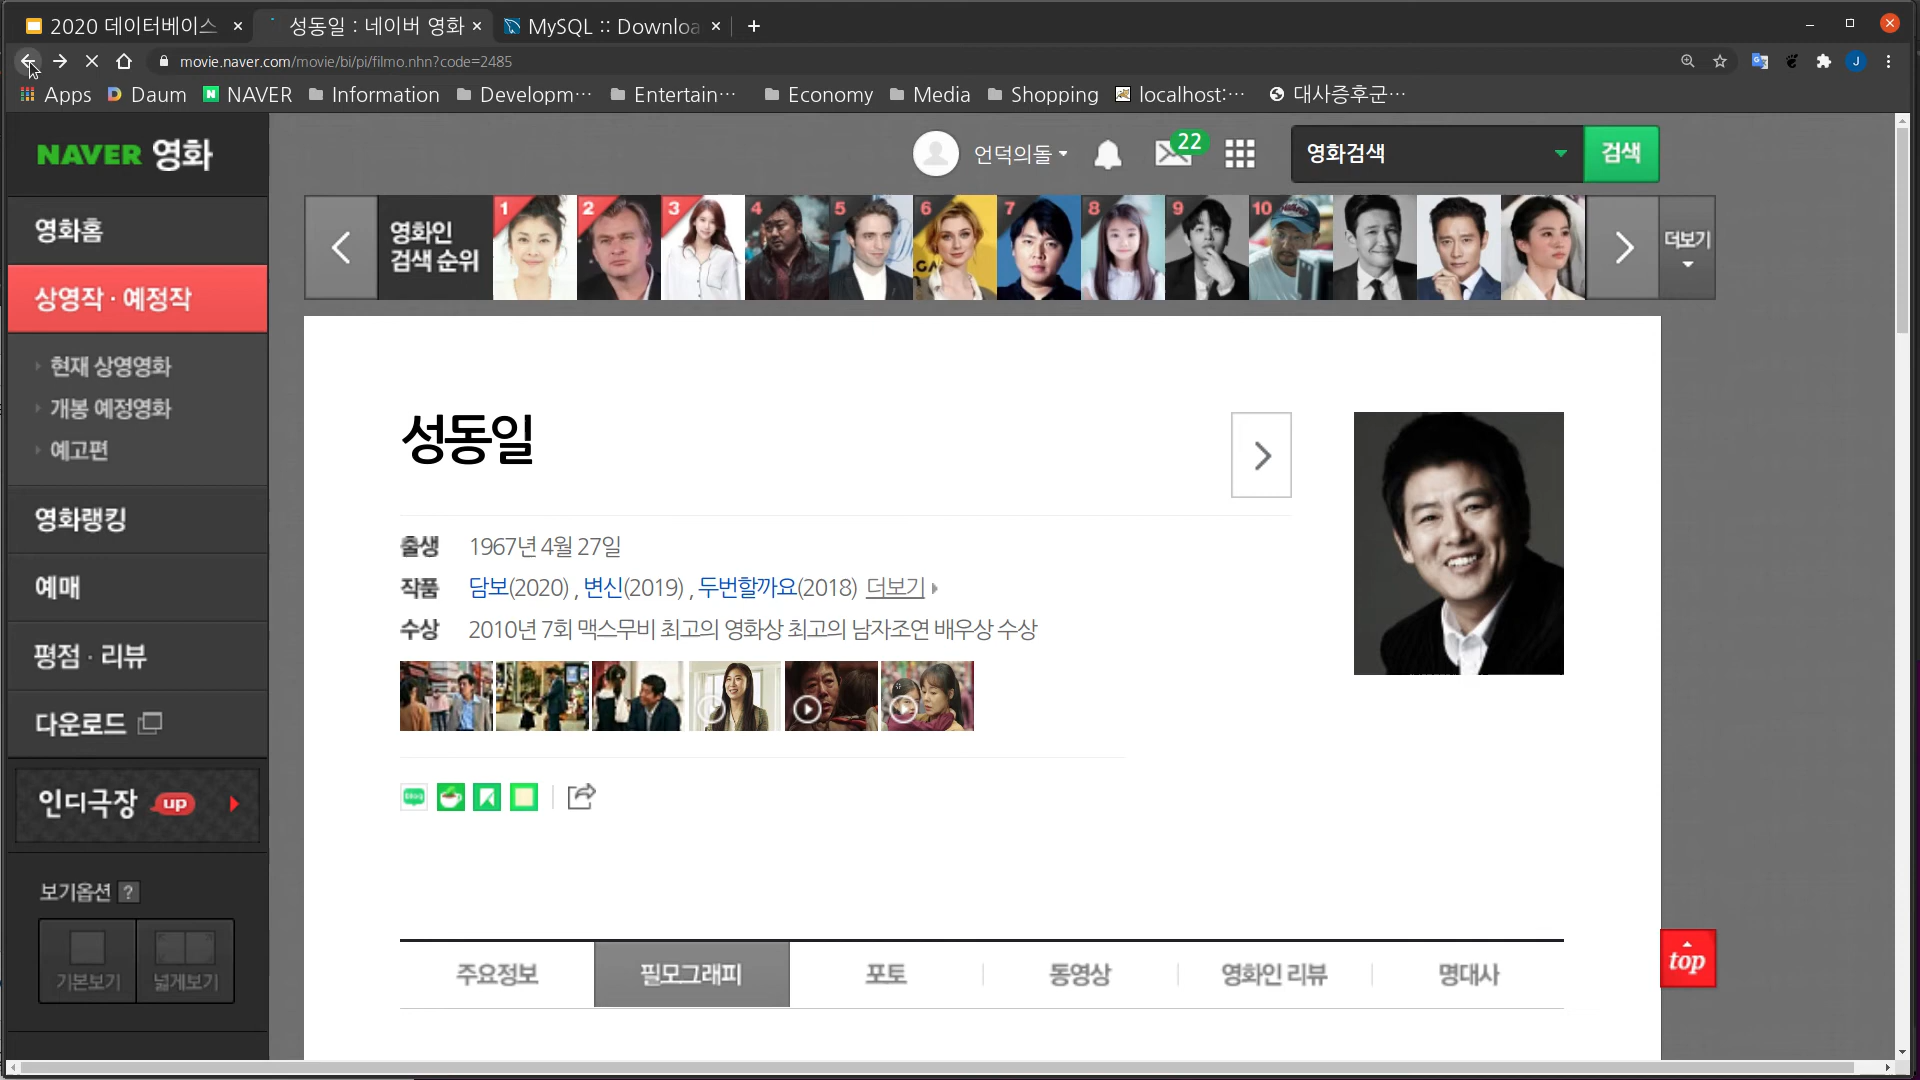 2020 데이터베이스
성동일 : 네이버 영화
MySQL :: Downloa
movie.naver.com/movie/bi/pi/filmo.nhn?code=2485
Apps
Daum
NAVER
Information
Developm…
Entertain…
Economy
Media
Shopping
localhost:…
대사증후군…
NAVER 영화
언덕의돌
22
영화검색
검색
영화인
검색 순위
1
2
3
4
5
6
7
8
9
10
더보기
영화홈
상영작 · 예정작
현재 상영영화
개봉 예정영화
예고편
영화랭킹
예매
평점 · 리뷰
다운로드
인디극장 up
보기옵션 ?
기본보기
넓게보기
성동일
출생 1967년 4월 27일
작품 담보(2020) , 변신(2019) , 두번할까요(2018) 더보기
수상 2010년 7회 맥스무비 최고의 영화상 최고의 남자조연 배우상 수상
주요정보
필모그래피
포토
동영상
영화인 리뷰
명대사
top
J